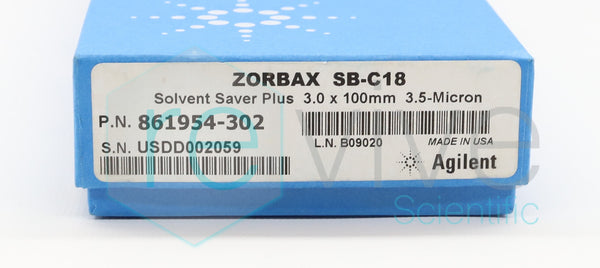 ZORBAX SB-C18
Solvent Saver Plus 3.0 x 100mm 3.5-Micron
P.N. 861954-302
S.N. USDD002059
L.N. B09020
MADE IN USA
Agilent
revive
Scientific